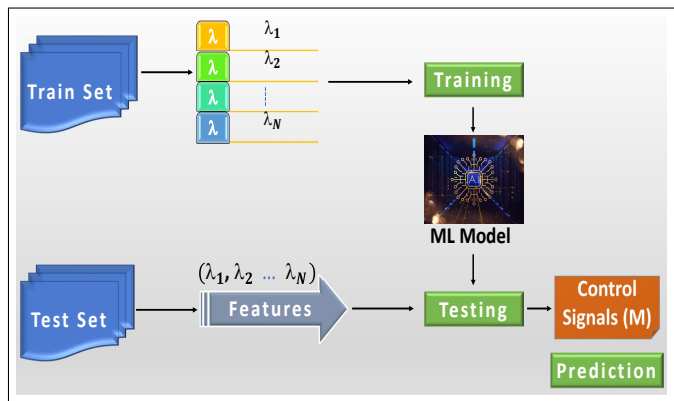 Train Set
λ
λ
λ
λ
λ₁
λ₂
λ_N
Training
AI
ML Model
Test Set
(λ₁, λ₂ ... λ_N)
Features
Testing
Control
Signals (M)
Prediction